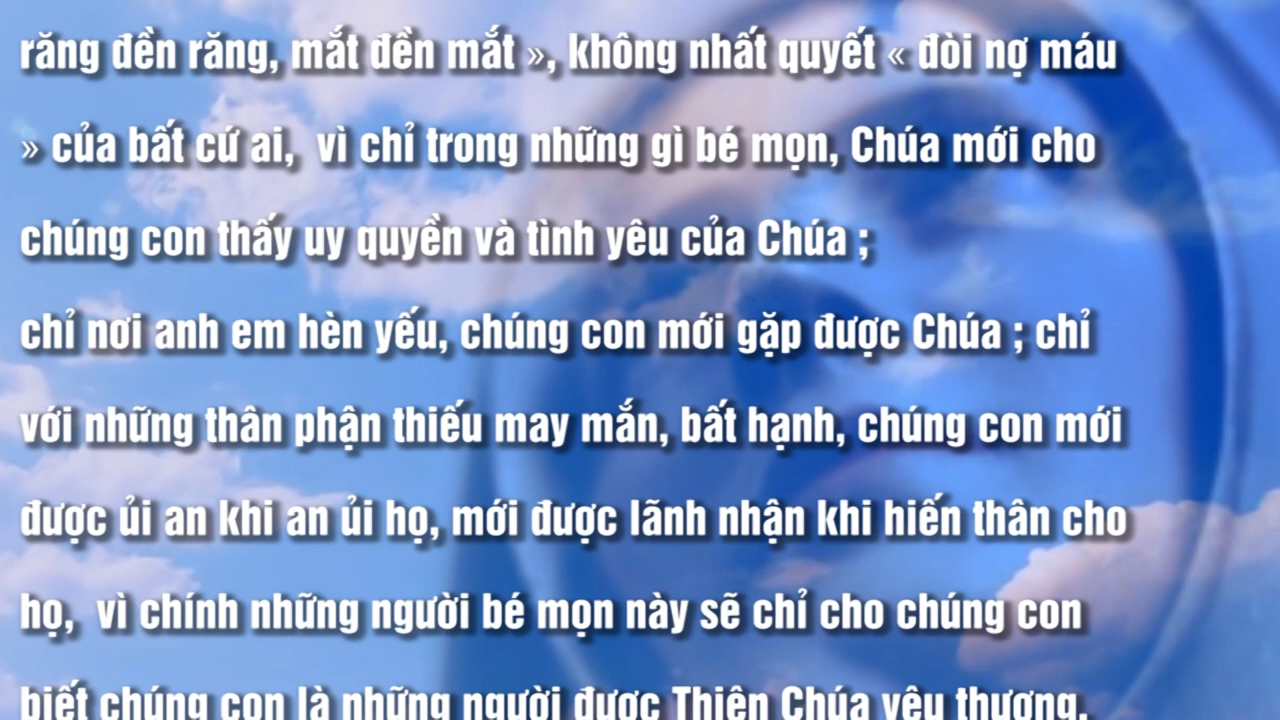 răng đền răng, mắt đền mắt », không nhất quyết « đòi nợ máu
» của bất cứ ai,  vì chỉ trong những gì bé mọn, Chúa mới cho
chúng con thấy uy quyền và tình yêu của Chúa ;
chỉ nơi anh em hèn yếu, chúng con mới gặp được Chúa ; chỉ
với những thân phận thiếu may mắn, bất hạnh, chúng con mới
được ủi an khi an ủi họ, mới được lãnh nhận khi hiến thân cho
họ,  vì chính những người bé mọn này sẽ chỉ cho chúng con
biết chúng con là những người được Thiên Chúa yêu thương.